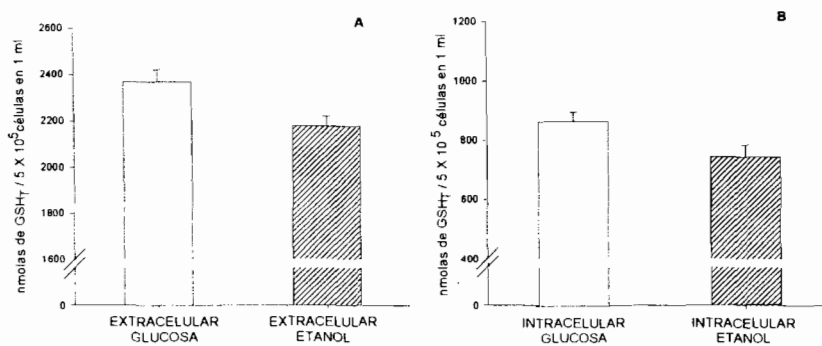 A
nmolas de GSHT / 5 X 10^5 células en 1 ml
2600
2400
2200
2000
1800
1600
0
EXTRACELULAR
GLUCOSA
EXTRACELULAR
ETANOL
B
nmolas de GSHT / 5 X 10^5 células en 1 ml
1200
1000
800
600
400
0
INTRACELULAR
GLUCOSA
INTRACELULAR
ETANOL